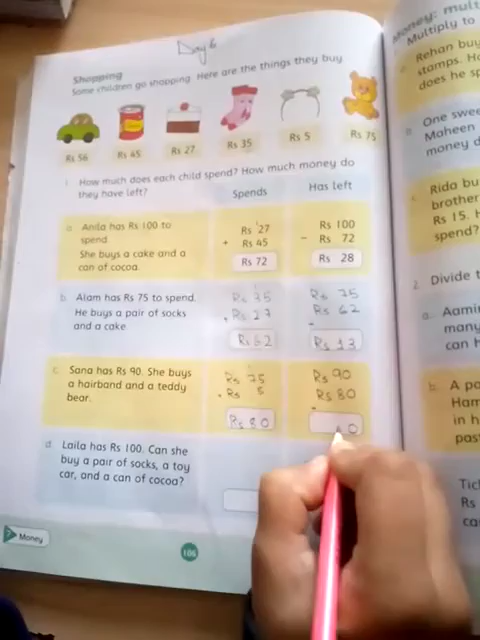 Day 6
Shopping
Some children go shopping. Here are the things they buy
Rs 56 Rs 45 Rs 27 Rs 35 Rs 5 Rs 75
1. How much does each child spend? How much money do
they have left?
Spends Has left
a Anila has Rs 100 to
spend.
She buys a cake and a
can of cocoa.
1
Rs 27
+ Rs 45
Rs 72
Rs 100
- Rs 72
Rs 28
b. Alam has Rs 75 to spend.
He buys a pair of socks
and a cake.
Rs 35
+ Rs 27
Rs 62
Rs 75
Rs 62
-
Rs 13
c Sana has Rs 90. She buys
a hairband and a teddy
bear.
Rs 75
+ Rs 5
Rs 80
Rs 90
Rs 80
-
0
d Laila has Rs 100. Can she
buy a pair of socks, a toy
car, and a can of cocoa?
7 Money
106
Money: mult
Multiply to
Rehan buy
stamps. H
does he sp
One swee
Maheen
money d
Rida bu
brother
Rs 15. H
spend?
2 Divide t
a. Aami
many
can h
b. A pa
Ham
in h
pas
Tic
Rs
ca